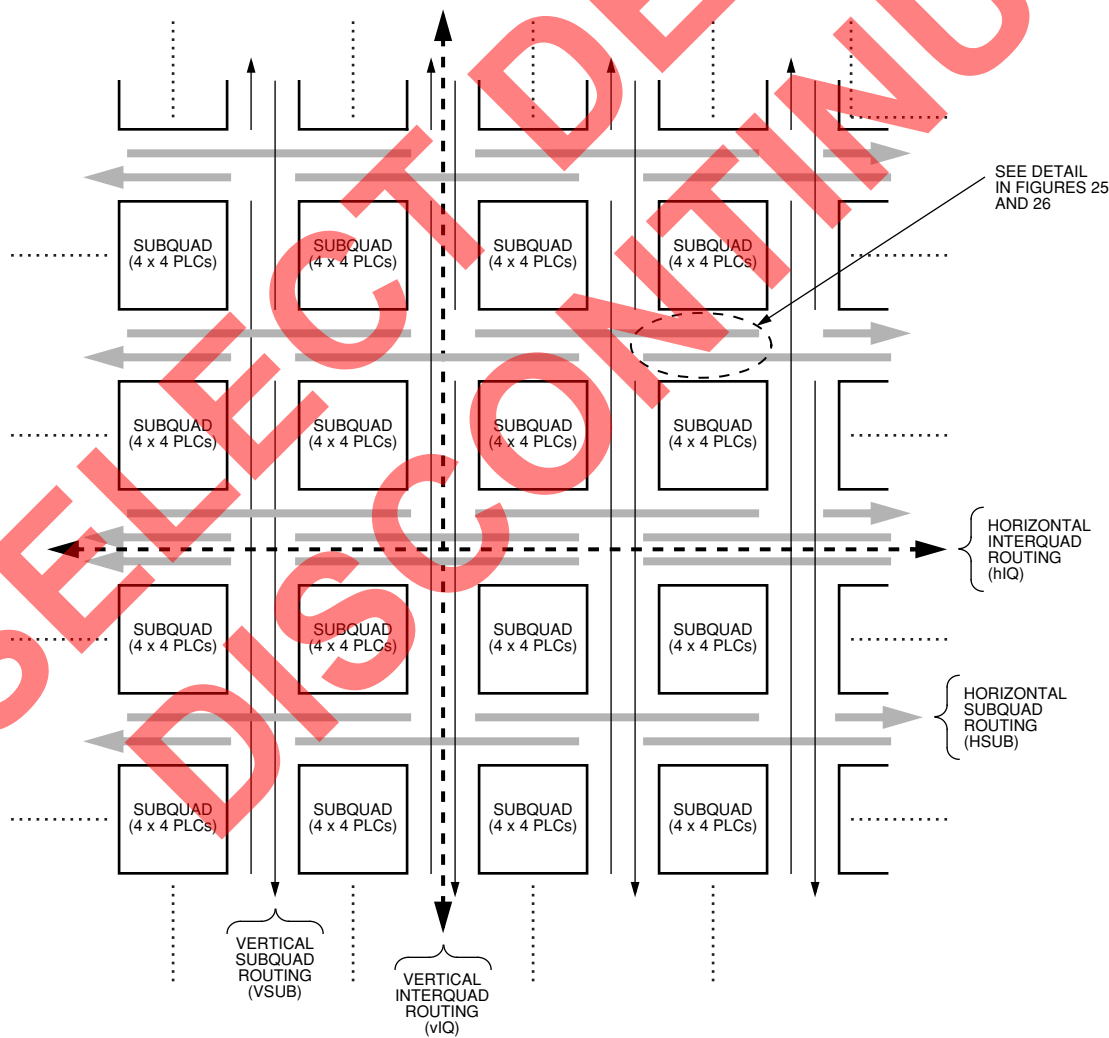 SELECT DE
DISCONTINU
SEE DETAIL
IN FIGURES 25
AND 26
SUBQUAD
(4 x 4 PLCs)
SUBQUAD
(4 x 4 PLCs)
SUBQUAD
(4 x 4 PLCs)
SUBQUAD
(4 x 4 PLCs)
SUBQUAD
(4 x 4 PLCs)
SUBQUAD
(4 x 4 PLCs)
SUBQUAD
(4 x 4 PLCs)
SUBQUAD
(4 x 4 PLCs)
HORIZONTAL
INTERQUAD
ROUTING
(hIQ)
SUBQUAD
(4 x 4 PLCs)
SUBQUAD
(4 x 4 PLCs)
SUBQUAD
(4 x 4 PLCs)
SUBQUAD
(4 x 4 PLCs)
HORIZONTAL
SUBQUAD
ROUTING
(HSUB)
SUBQUAD
(4 x 4 PLCs)
SUBQUAD
(4 x 4 PLCs)
SUBQUAD
(4 x 4 PLCs)
SUBQUAD
(4 x 4 PLCs)
VERTICAL
SUBQUAD
ROUTING
(VSUB)
VERTICAL
INTERQUAD
ROUTING
(vIQ)